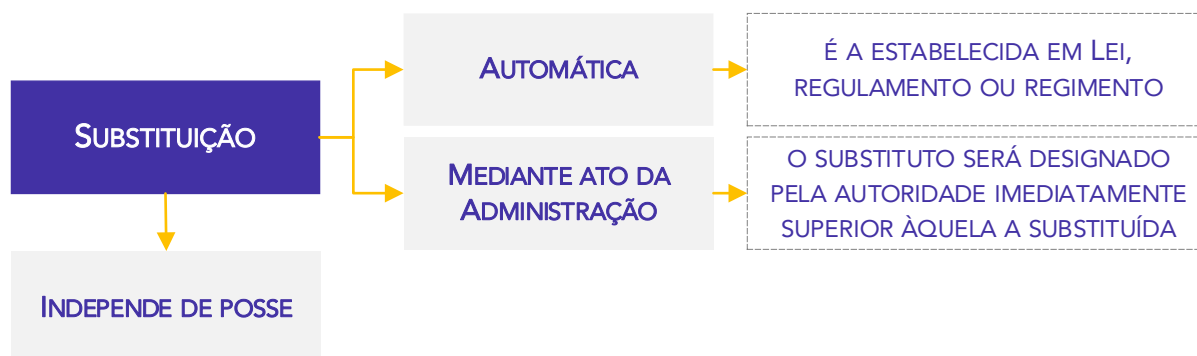 SUBSTITUIÇÃO
AUTOMÁTICA
É A ESTABELECIDA EM LEI,
REGULAMENTO OU REGIMENTO
MEDIANTE ATO DA
ADMINISTRAÇÃO
O SUBSTITUTO SERÁ DESIGNADO
PELA AUTORIDADE IMEDIATAMENTE
SUPERIOR ÀQUELA A SUBSTITUÍDA
INDEPENDE DE POSSE